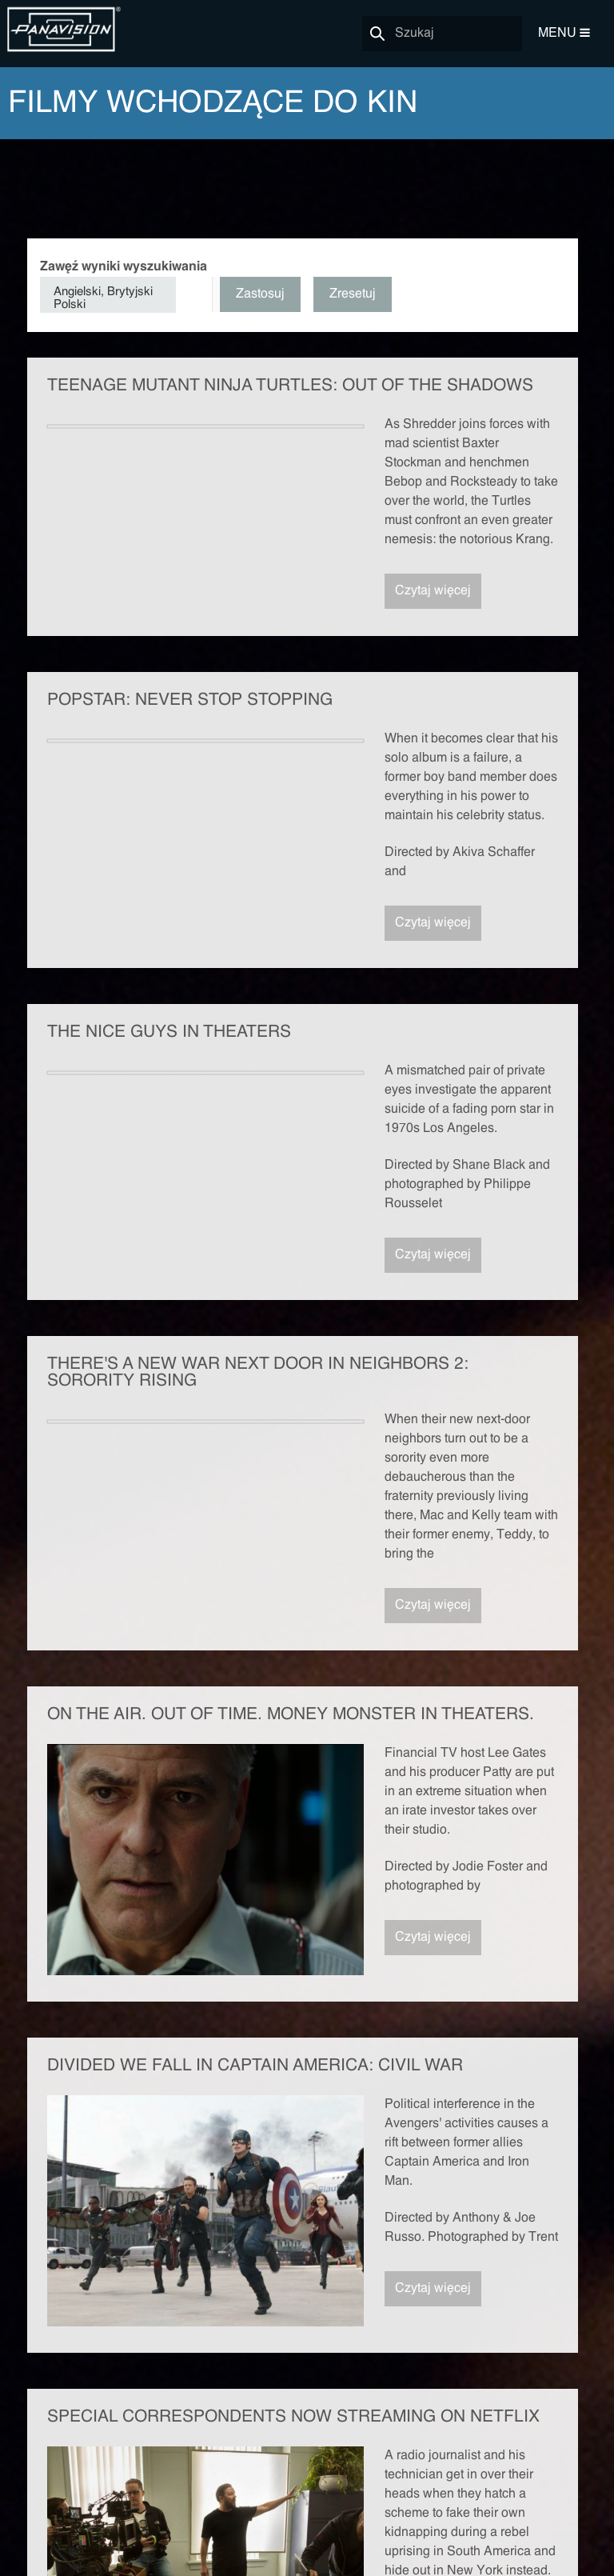 PANAVISION®
Szukaj
MENU
FILMY WCHODZĄCE DO KIN
Zawęź wyniki wyszukiwania
Angielski, Brytyjski
Polski
Zastosuj
Zresetuj
TEENAGE MUTANT NINJA TURTLES: OUT OF THE SHADOWS
As Shredder joins forces with
mad scientist Baxter
Stockman and henchmen
Bebop and Rocksteady to take
over the world, the Turtles
must confront an even greater
nemesis: the notorious Krang.
Czytaj więcej
POPSTAR: NEVER STOP STOPPING
When it becomes clear that his
solo album is a failure, a
former boy band member does
everything in his power to
maintain his celebrity status.
Directed by Akiva Schaffer
and
Czytaj więcej
THE NICE GUYS IN THEATERS
A mismatched pair of private
eyes investigate the apparent
suicide of a fading porn star in
1970s Los Angeles.
Directed by Shane Black and
photographed by Philippe
Rousselet
Czytaj więcej
THERE'S A NEW WAR NEXT DOOR IN NEIGHBORS 2:
SORORITY RISING
When their new next-door
neighbors turn out to be a
sorority even more
debaucherous than the
fraternity previously living
there, Mac and Kelly team with
their former enemy, Teddy, to
bring the
Czytaj więcej
ON THE AIR. OUT OF TIME. MONEY MONSTER IN THEATERS.
Financial TV host Lee Gates
and his producer Patty are put
in an extreme situation when
an irate investor takes over
their studio.
Directed by Jodie Foster and
photographed by
Czytaj więcej
DIVIDED WE FALL IN CAPTAIN AMERICA: CIVIL WAR
Political interference in the
Avengers' activities causes a
rift between former allies
Captain America and Iron
Man.
Directed by Anthony & Joe
Russo. Photographed by Trent
Czytaj więcej
SPECIAL CORRESPONDENTS NOW STREAMING ON NETFLIX
A radio journalist and his
technician get in over their
heads when they hatch a
scheme to fake their own
kidnapping during a rebel
uprising in South America and
hide out in New York instead.